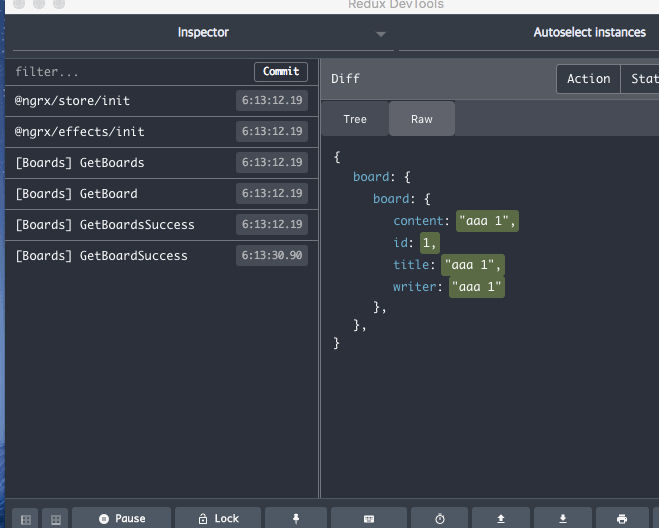 Redux DevTools
Inspector
Autoselect instances
filter...
Commit
@ngrx/store/init 6:13:12.19
@ngrx/effects/init 6:13:12.19
[Boards] GetBoards 6:13:12.19
[Boards] GetBoard 6:13:12.19
[Boards] GetBoardsSuccess 6:13:12.19
[Boards] GetBoardSuccess 6:13:30.90
Diff
Action
Stat
Tree
Raw
{
board: {
board: {
content: "aaa 1",
id: 1,
title: "aaa 1",
writer: "aaa 1"
},
},
}
Pause
Lock